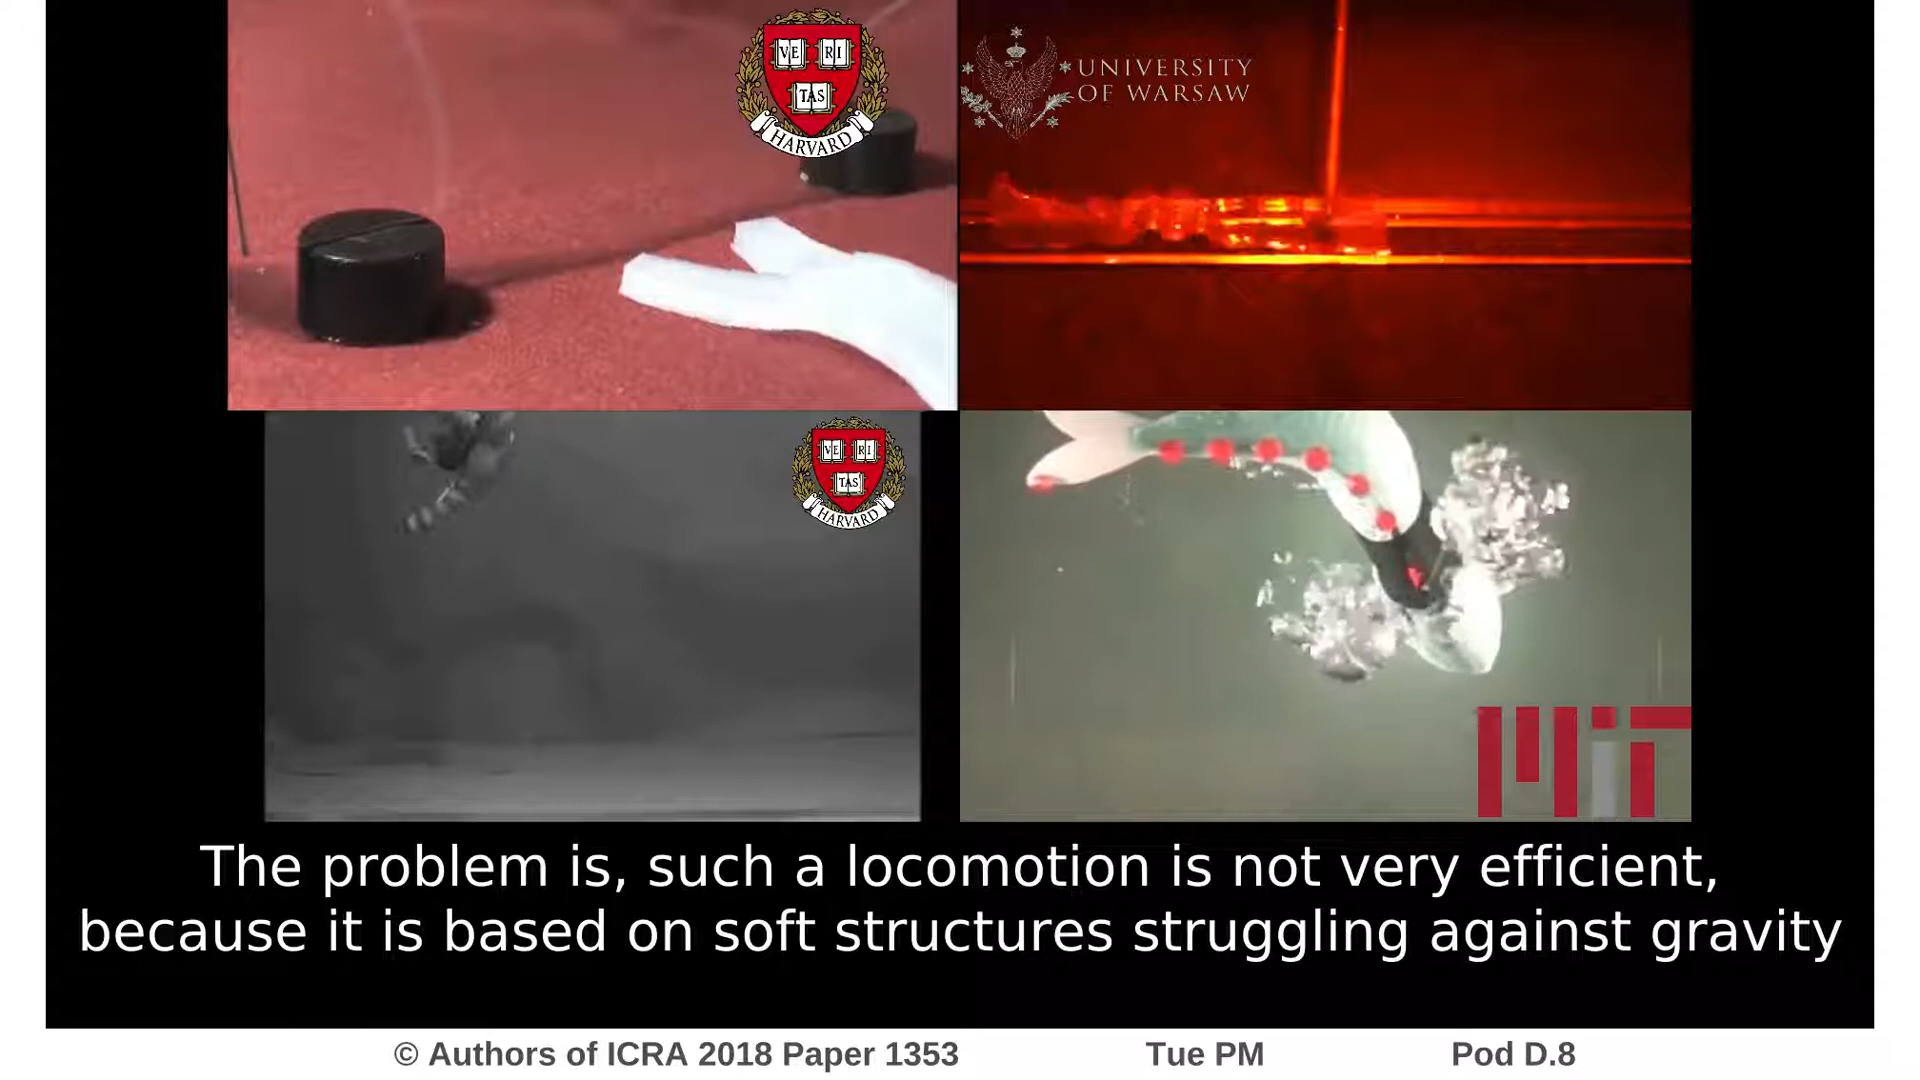 VE RI
TAS
HARVARD
UNIVERSITY
OF WARSAW
VE RI
TAS
HARVARD
MIT
The problem is, such a locomotion is not very efficient,
because it is based on soft structures struggling against gravity
© Authors of ICRA 2018 Paper 1353 Tue PM Pod D.8